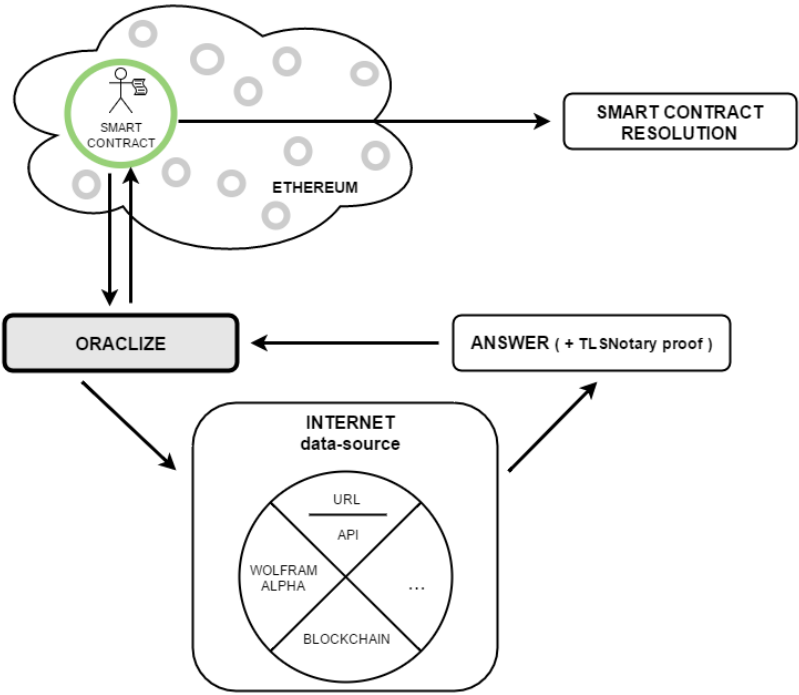 SMART
CONTRACT
ETHEREUM
SMART CONTRACT
RESOLUTION
ORACLIZE
ANSWER ( + TLSNotary proof )
INTERNET
data-source
URL
API
WOLFRAM
ALPHA
...
BLOCKCHAIN